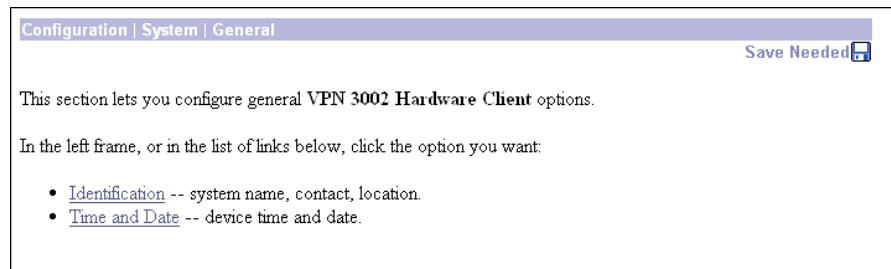 Configuration | System | General
Save Needed
This section lets you configure general VPN 3002 Hardware Client options.
In the left frame, or in the list of links below, click the option you want:
• Identification -- system name, contact, location.
• Time and Date -- device time and date.